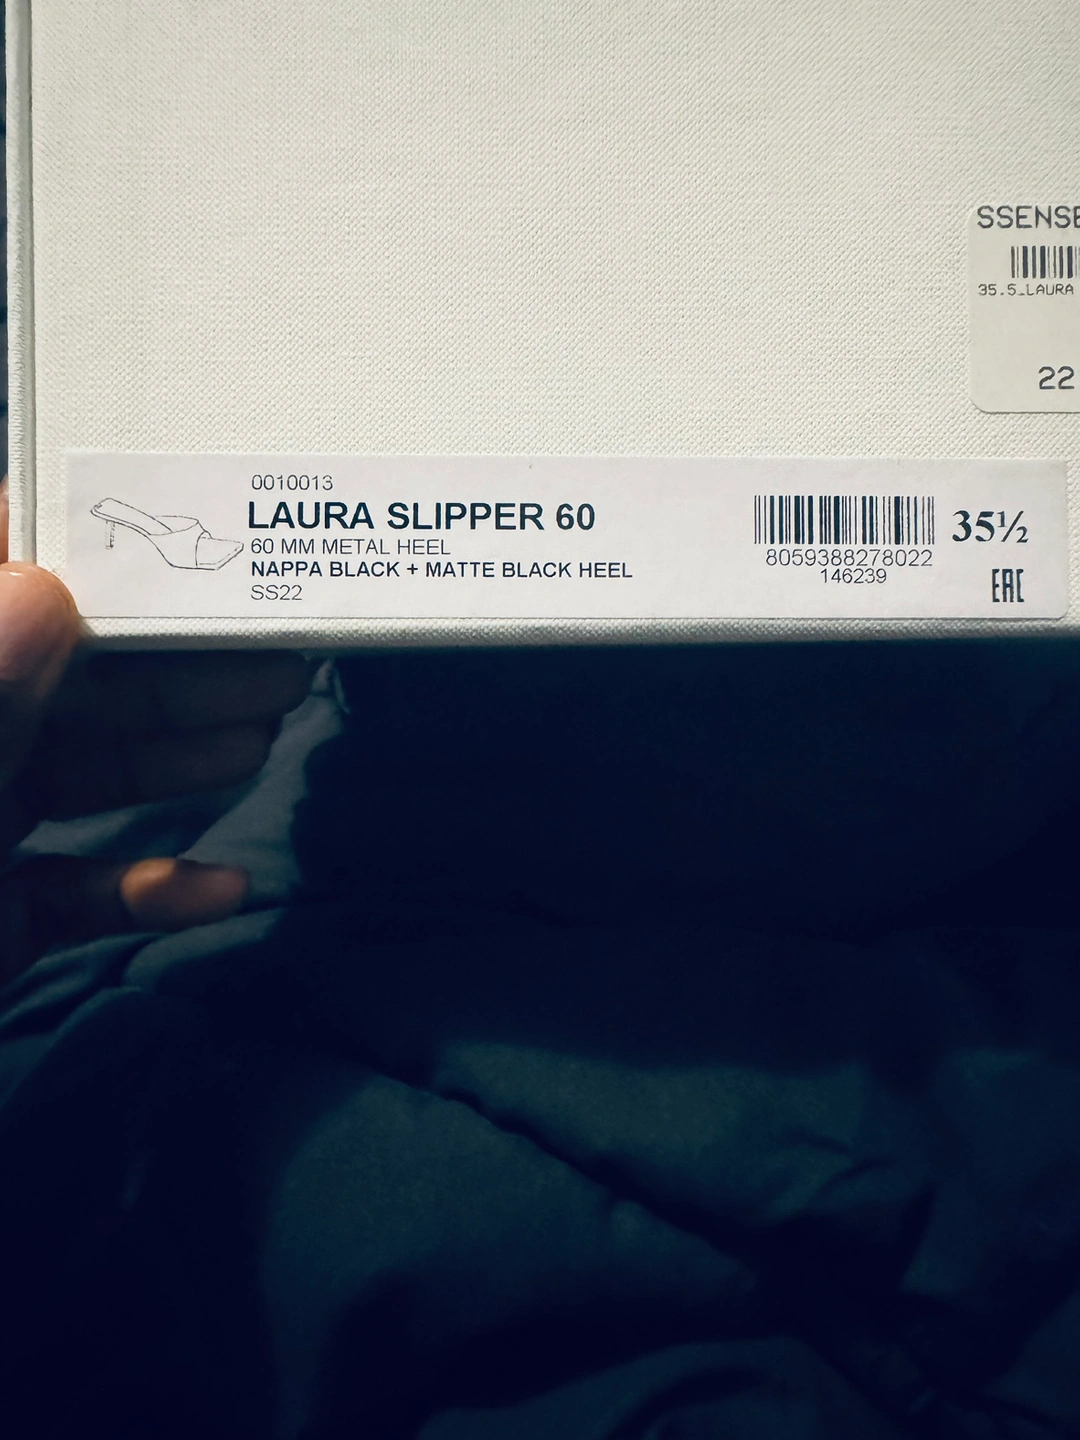 SSENSE
35.5_LAURA
22
0010013
LAURA SLIPPER 60
60 MM METAL HEEL
NAPPA BLACK + MATTE BLACK HEEL
SS22
8059388278022
146239
35½
EAC